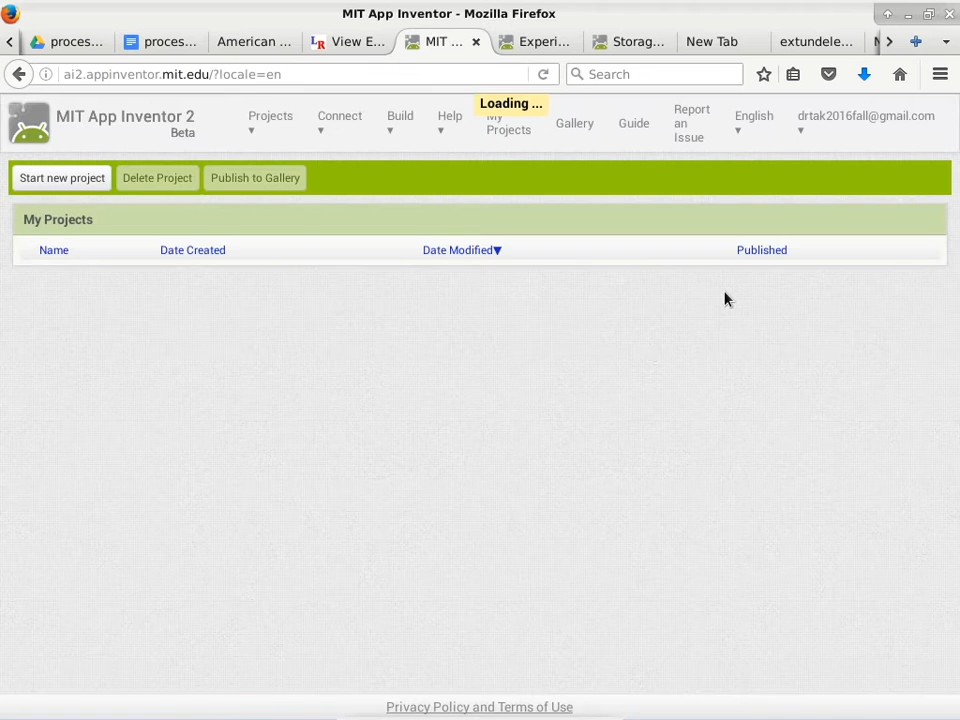 MIT App Inventor - Mozilla Firefox
proces...
proces...
American ...
LR View E...
MIT ...
Experi...
Storag...
New Tab
extundele...
ai2.appinventor.mit.edu/?locale=en
Search
Loading ...
MIT App Inventor 2
Beta
Projects
Connect
Build
Help
My Projects
Gallery
Guide
Report an Issue
English
drtak2016fall@gmail.com
Start new project
Delete Project
Publish to Gallery
My Projects
Name
Date Created
Date Modified▼
Published
Privacy Policy and Terms of Use